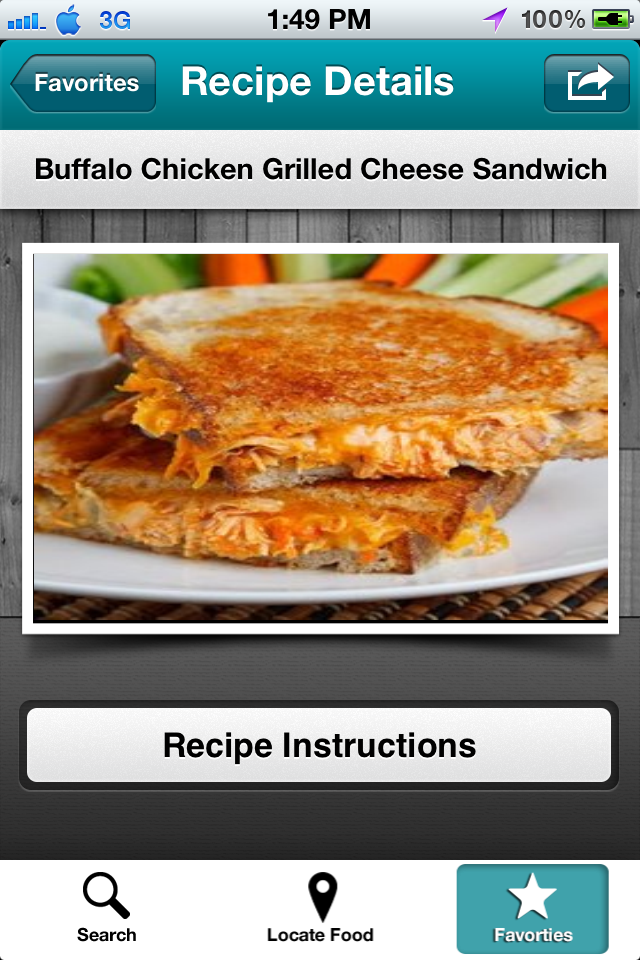 3G 1:49 PM 100%
Favorites Recipe Details
Buffalo Chicken Grilled Cheese Sandwich
Recipe Instructions
Search Locate Food Favorties